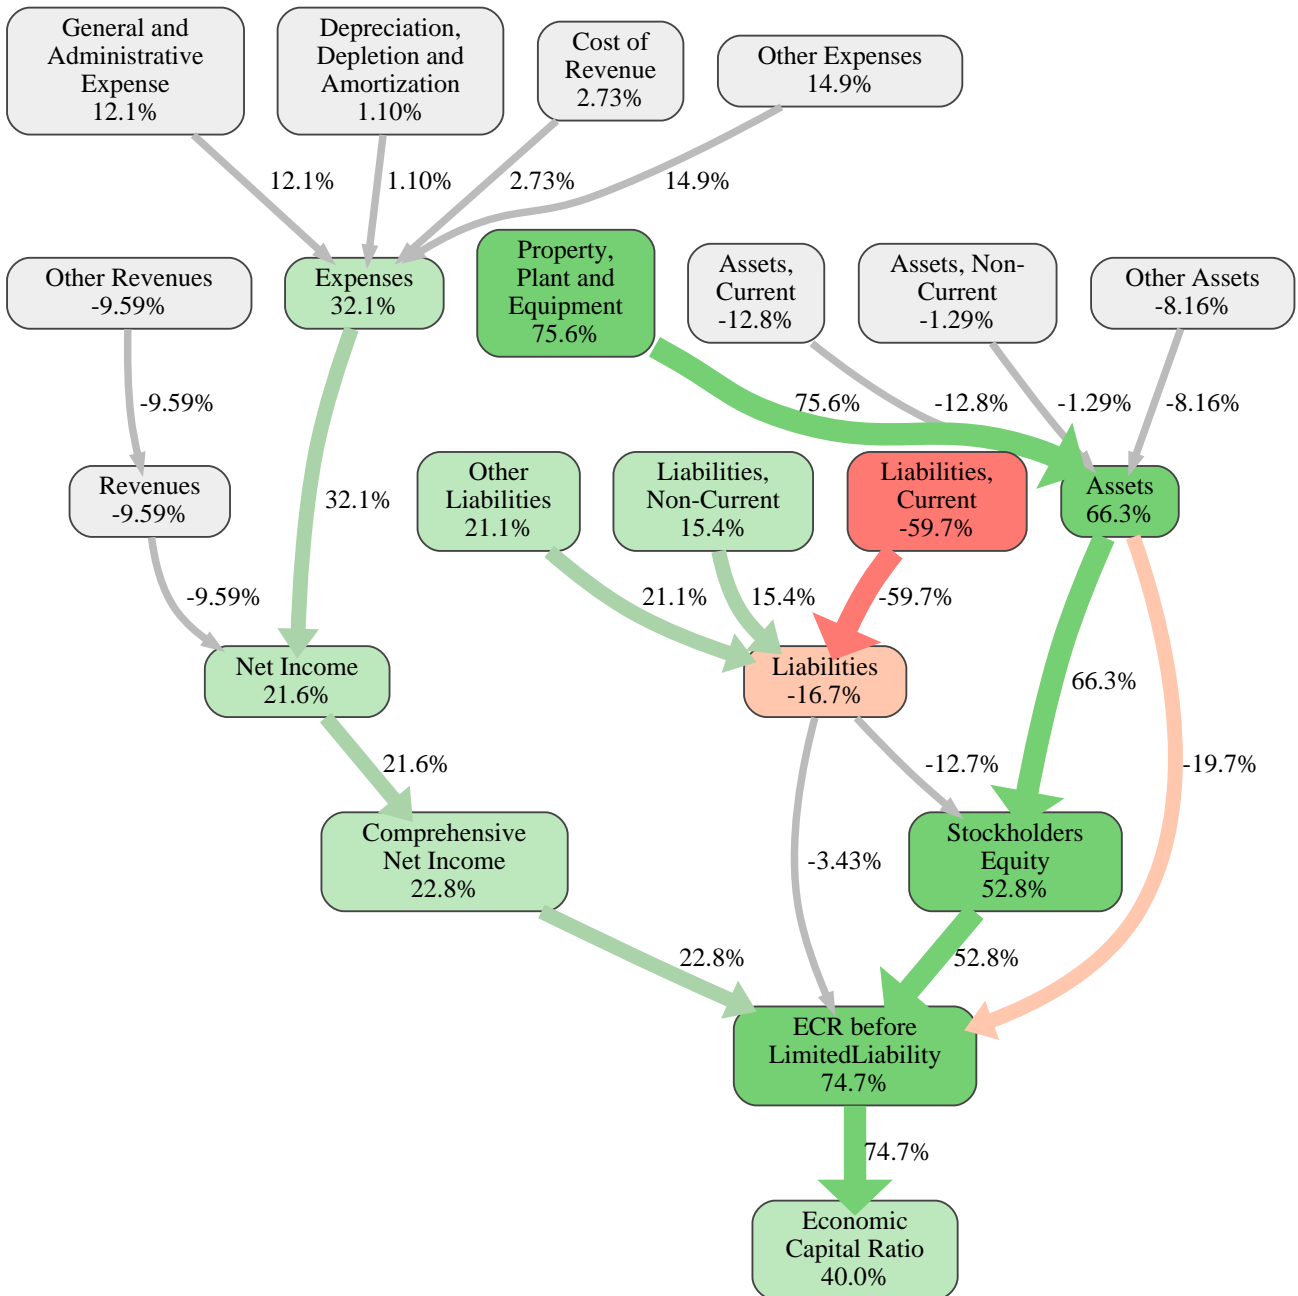 General and
Administrative
Expense
12.1%
Depreciation,
Depletion and
Amortization
1.10%
Cost of
Revenue
2.73%
Other Expenses
14.9%
12.1%
1.10%
2.73%
14.9%
Other Revenues
-9.59%
Expenses
32.1%
Property,
Plant and
Equipment
75.6%
Assets,
Current
-12.8%
Assets, Non-
Current
-1.29%
Other Assets
-8.16%
-9.59%
75.6%
-12.8%
-1.29%
-8.16%
Revenues
-9.59%
32.1%
Other
Liabilities
21.1%
Liabilities,
Non-Current
15.4%
Liabilities,
Current
-59.7%
Assets
66.3%
-9.59%
21.1%
15.4%
-59.7%
Net Income
21.6%
Liabilities
-16.7%
66.3%
21.6%
-12.7%
-19.7%
Comprehensive
Net Income
22.8%
-3.43%
Stockholders
Equity
52.8%
22.8%
52.8%
ECR before
LimitedLiability
74.7%
74.7%
Economic
Capital Ratio
40.0%